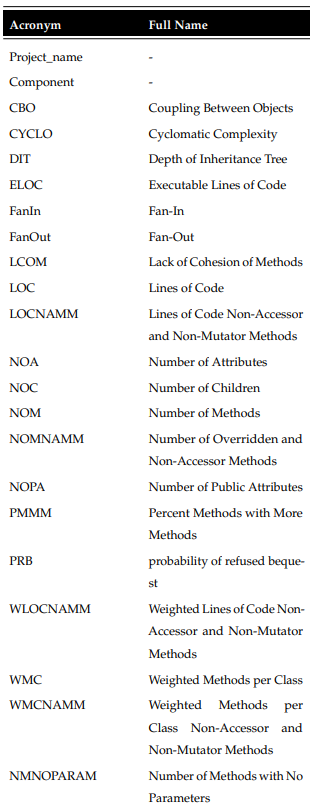 Acronym Full Name
Project_name -
Component -
CBO Coupling Between Objects
CYCLO Cyclomatic Complexity
DIT Depth of Inheritance Tree
ELOC Executable Lines of Code
FanIn Fan-In
FanOut Fan-Out
LCOM Lack of Cohesion of Methods
LOC Lines of Code
LOCNAMM Lines of Code Non-Accessor
and Non-Mutator Methods
NOA Number of Attributes
NOC Number of Children
NOM Number of Methods
NOMNAMM Number of Overridden and
Non-Accessor Methods
NOPA Number of Public Attributes
PMMM Percent Methods with More
Methods
PRB probability of refused beque-
st
WLOCNAMM Weighted Lines of Code Non-
Accessor and Non-Mutator
Methods
WMC Weighted Methods per Class
WMCNAMM Weighted Methods per
Class Non-Accessor and
Non-Mutator Methods
NMNOPARAM Number of Methods with No
Parameters